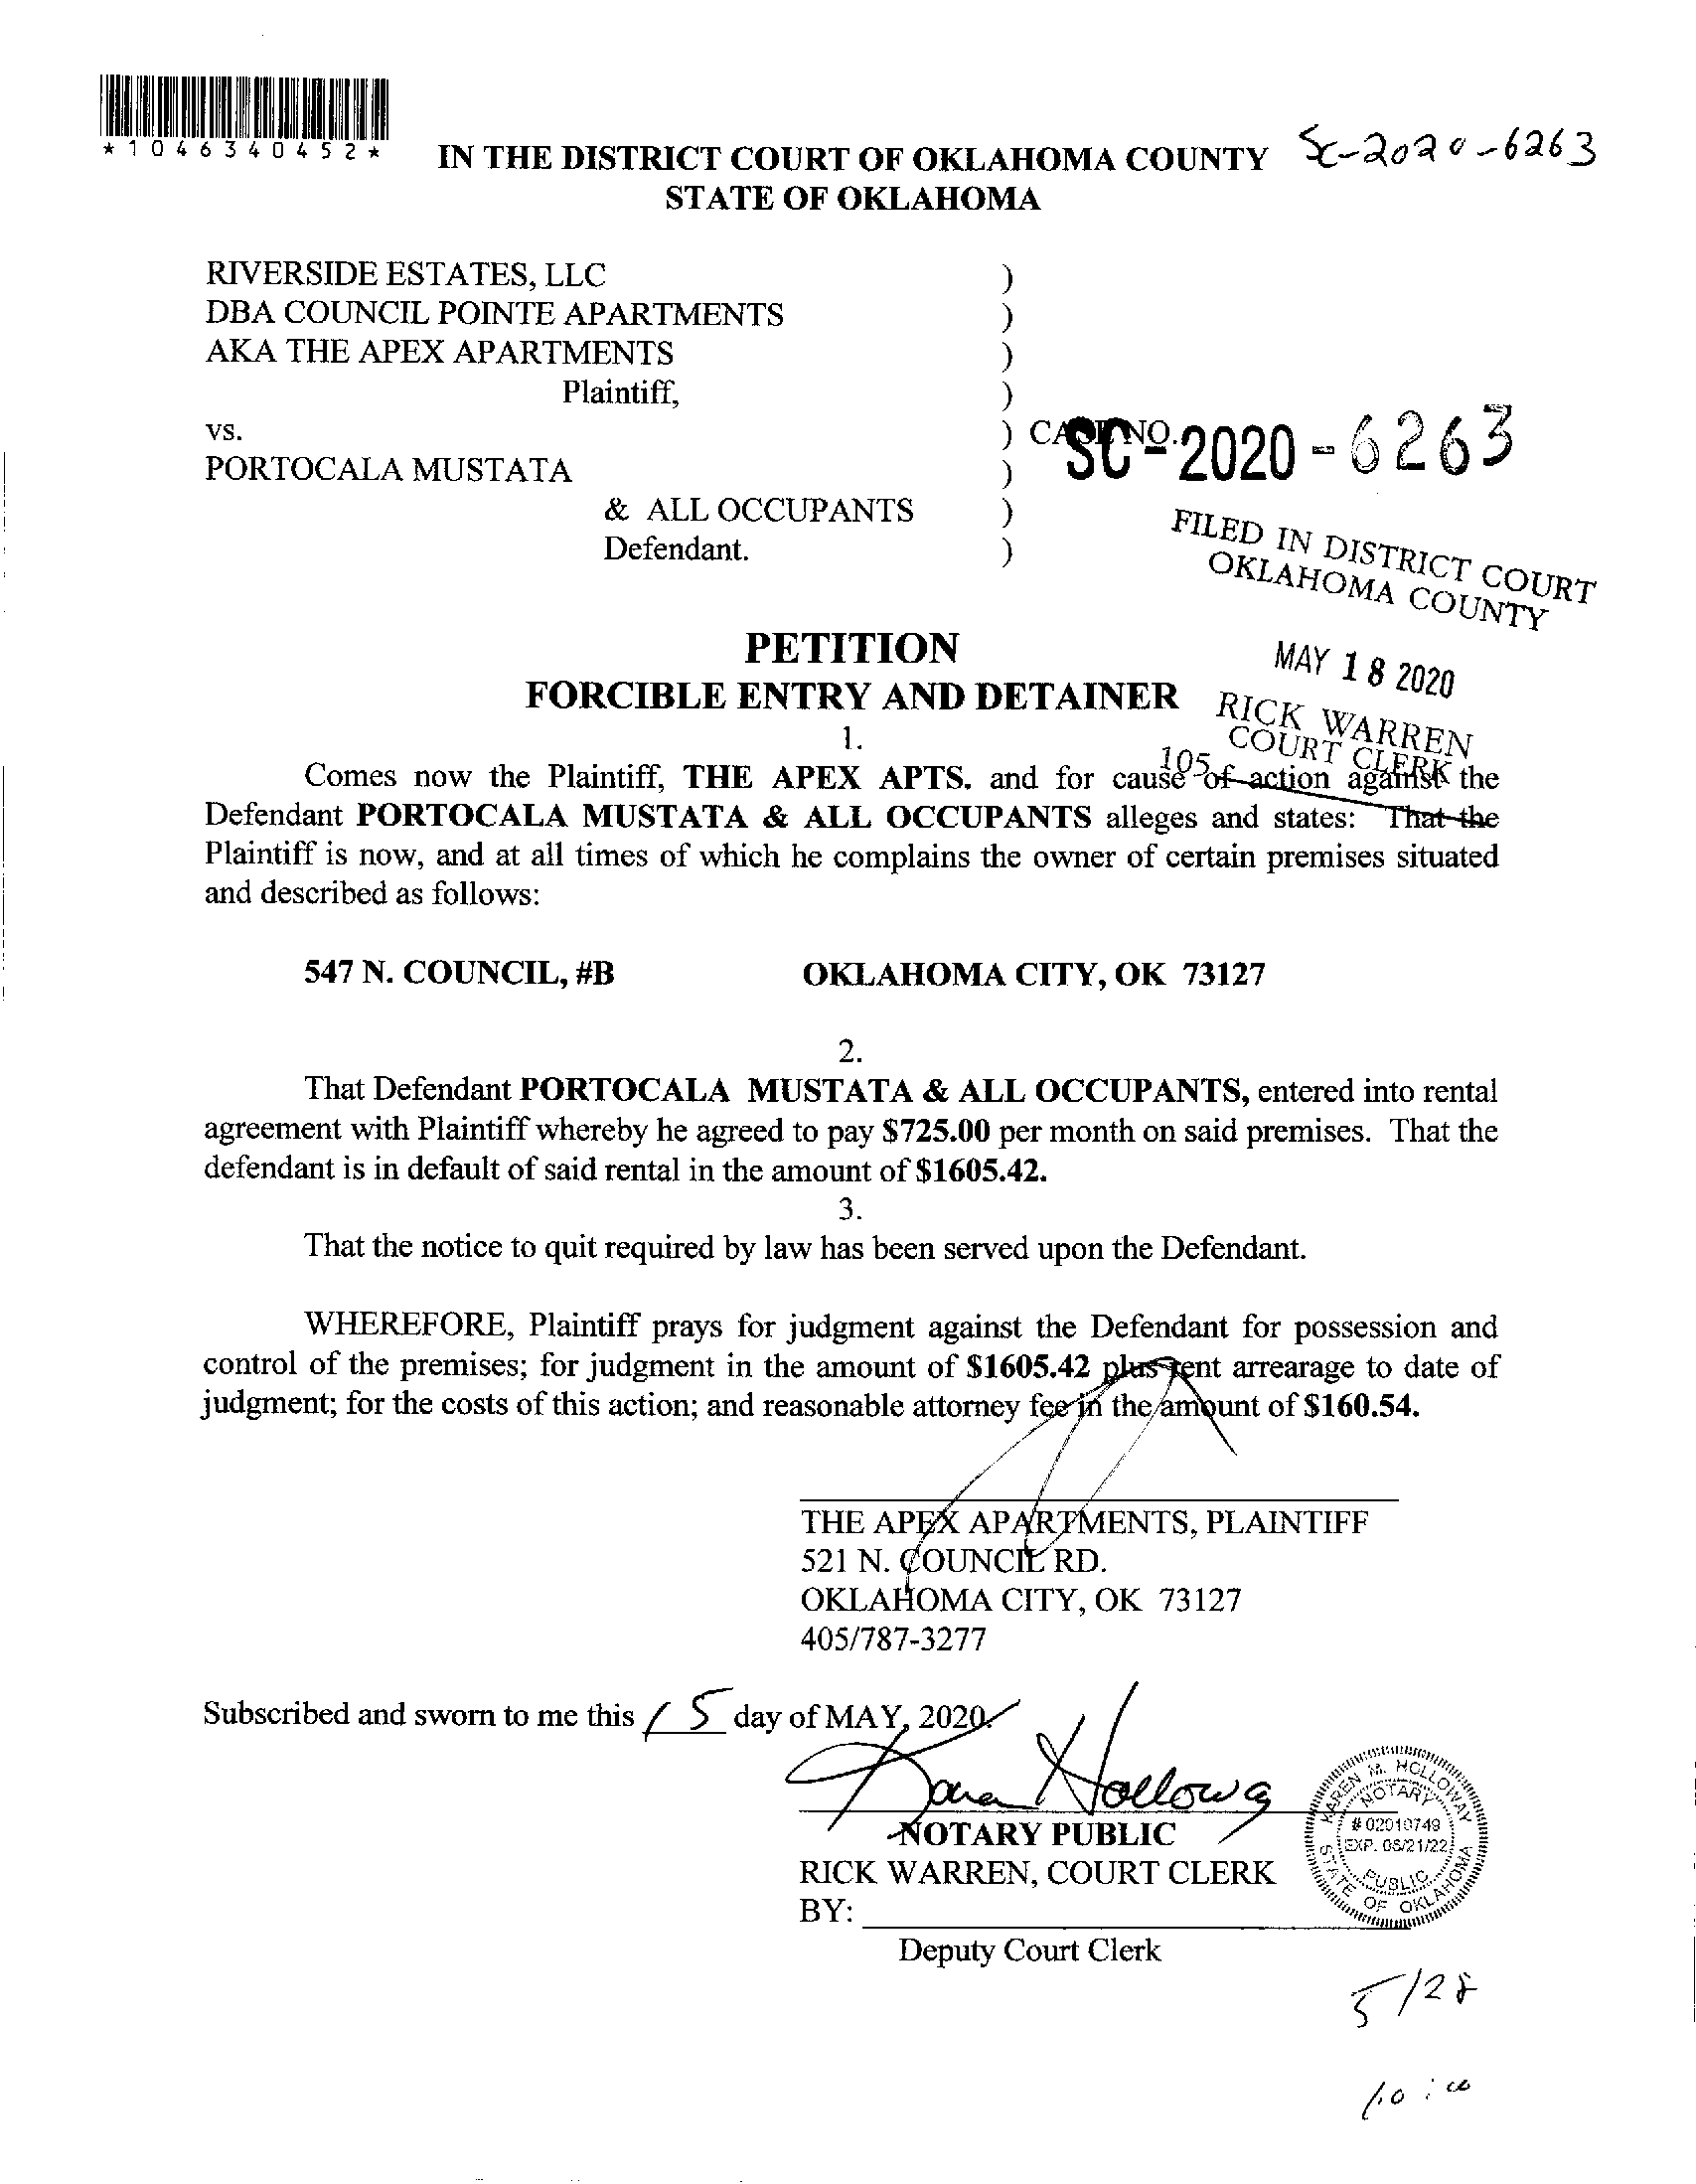 *1046340452*
SC-2020-6263
IN THE DISTRICT COURT OF OKLAHOMA COUNTY
STATE OF OKLAHOMA
RIVERSIDE ESTATES, LLC )
DBA COUNCIL POINTE APARTMENTS )
AKA THE APEX APARTMENTS )
Plaintiff, )
vs. ) CASE NO. SC-2020-6263
PORTOCALA MUSTATA )
& ALL OCCUPANTS )
Defendant. )
FILED IN DISTRICT COURT
OKLAHOMA COUNTY
MAY 18 2020
RICK WARREN
COURT CLERK
105
PETITION
FORCIBLE ENTRY AND DETAINER
1.
Comes now the Plaintiff, THE APEX APTS. and for cause of action against the
Defendant PORTOCALA MUSTATA & ALL OCCUPANTS alleges and states: That the
Plaintiff is now, and at all times of which he complains the owner of certain premises situated
and described as follows:
547 N. COUNCIL, #B OKLAHOMA CITY, OK 73127
2.
That Defendant PORTOCALA MUSTATA & ALL OCCUPANTS, entered into rental
agreement with Plaintiff whereby he agreed to pay $725.00 per month on said premises. That the
defendant is in default of said rental in the amount of $1605.42.
3.
That the notice to quit required by law has been served upon the Defendant.
WHEREFORE, Plaintiff prays for judgment against the Defendant for possession and
control of the premises; for judgment in the amount of $1605.42 plus rent arrearage to date of
judgment; for the costs of this action; and reasonable attorney fee in the amount of $160.54.
THE APEX APARTMENTS, PLAINTIFF
521 N. COUNCIL RD.
OKLAHOMA CITY, OK 73127
405/787-3277
Subscribed and sworn to me this 15 day of MAY, 2020.
Karen Holloway
NOTARY PUBLIC
KAREN M. HOLLOWAY
NOTARY
# 02010749
EXP. 06/21/22
PUBLIC
STATE OF OKLAHOMA
RICK WARREN, COURT CLERK
BY:
Deputy Court Clerk
5/28
10:00